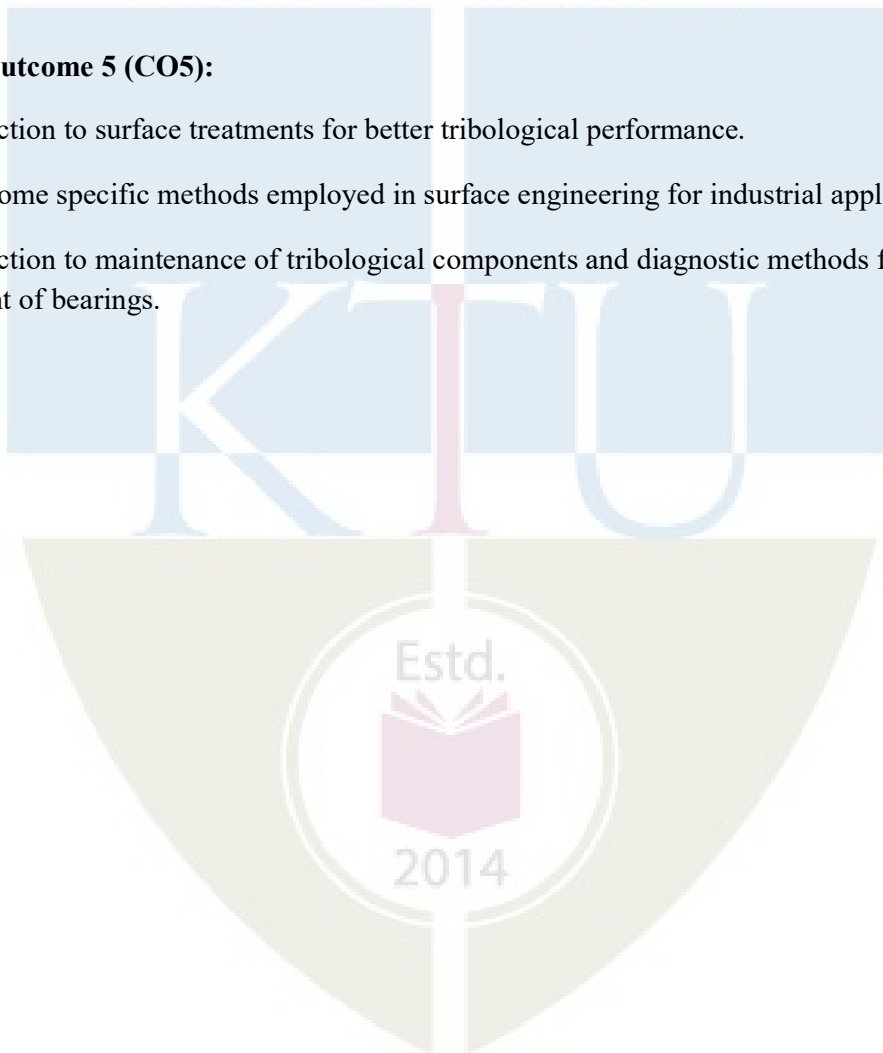 utcome 5 (CO5):
ction to surface treatments for better tribological performance.
ome specific methods employed in surface engineering for industrial appl
ction to maintenance of tribological components and diagnostic methods f
t of bearings.
KTU
Estd.
2014